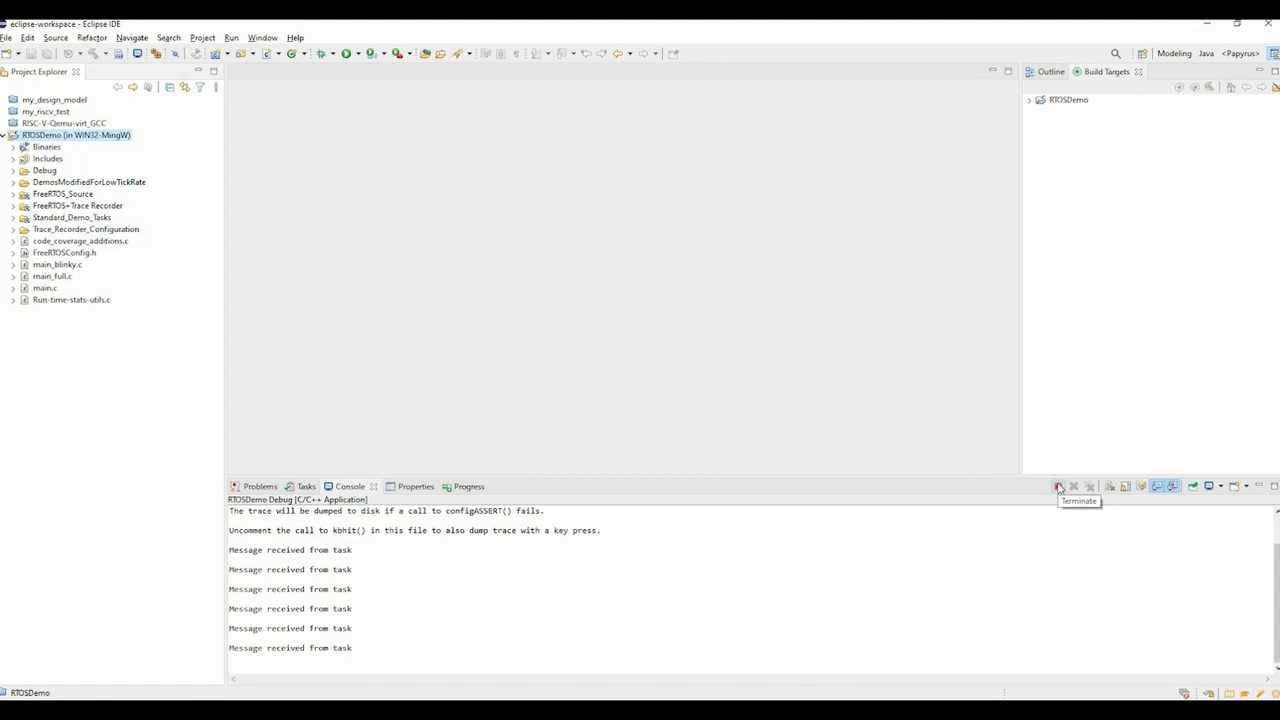 eclipse-workspace - Eclipse IDE
File Edit Source Refactor Navigate Search Project Run Window Help
Modeling Java <Papyrus>
Project Explorer
Outline Build Targets
my_design_model
RTOSDemo
my_riscv_test
RISC-V-Qemu-virt_GCC
RTOSDemo (in WIN32-MingW)
Binaries
Includes
Debug
DemosModifiedForLowTickRate
FreeRTOS_Source
FreeRTOS+Trace Recorder
Standard_Demo_Tasks
Trace_Recorder_Configuration
code_coverage_additions.c
FreeRTOSConfig.h
main_blinky.c
main_full.c
main.c
Run-time-stats-utils.c
Problems Tasks Console Properties Progress
RTOSDemo Debug [C/C++ Application]
Terminate
The trace will be dumped to disk if a call to configASSERT() fails.
Uncomment the call to kbhit() in this file to also dump trace with a key press.
Message received from task
Message received from task
Message received from task
Message received from task
Message received from task
Message received from task
RTOSDemo